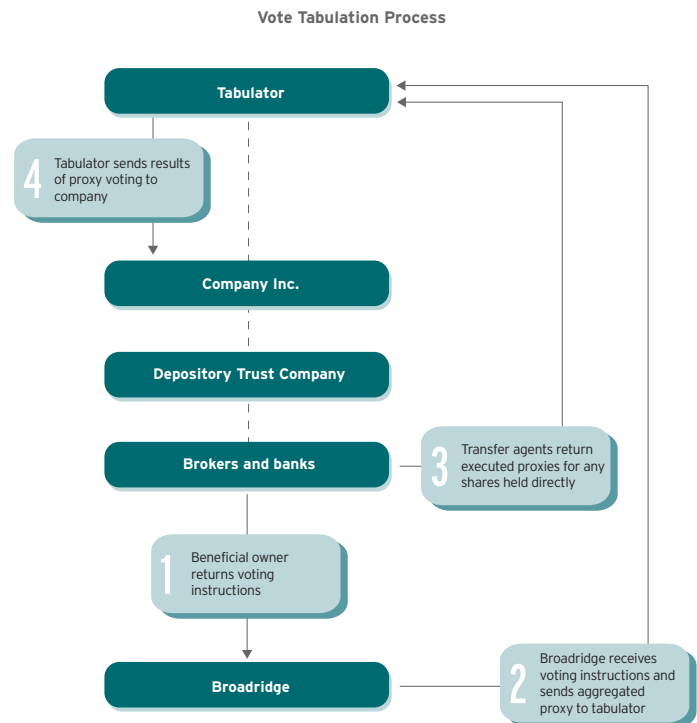 Vote Tabulation Process
Tabulator
4
Tabulator sends results
of proxy voting to
company
Company Inc.
Depository Trust Company
Brokers and banks
3
Transfer agents return
executed proxies for any
shares held directly
1
Beneficial owner
returns voting
instructions
Broadridge
2
Broadridge receives
voting instructions and
sends aggregated
proxy to tabulator